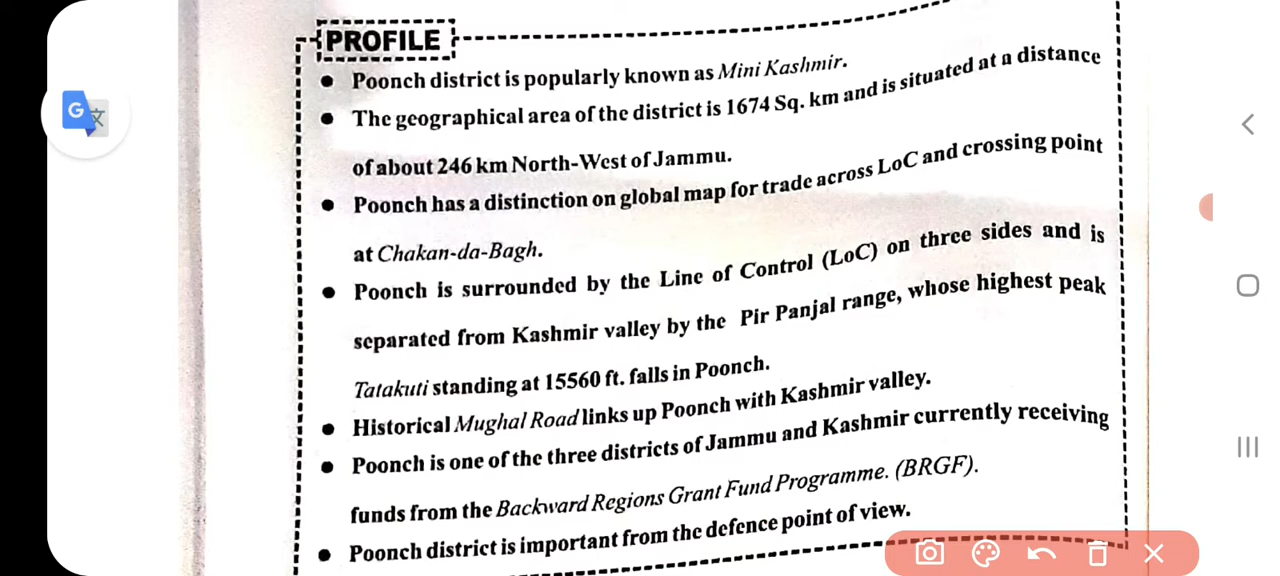 PROFILE
● Poonch district is popularly known as Mini Kashmir.
● The geographical area of the district is 1674 Sq. km and is situated at a distance
of about 246 km North-West of Jammu.
● Poonch has a distinction on global map for trade across LoC and crossing point
at Chakan-da-Bagh.
● Poonch is surrounded by the Line of Control (LoC) on three sides and is
separated from Kashmir valley by the Pir Panjal range, whose highest peak
Tatakuti standing at 15560 ft. falls in Poonch.
● Historical Mughal Road links up Poonch with Kashmir valley.
● Poonch is one of the three districts of Jammu and Kashmir currently receiving
funds from the Backward Regions Grant Fund Programme. (BRGF).
● Poonch district is important from the defence point of view.
G